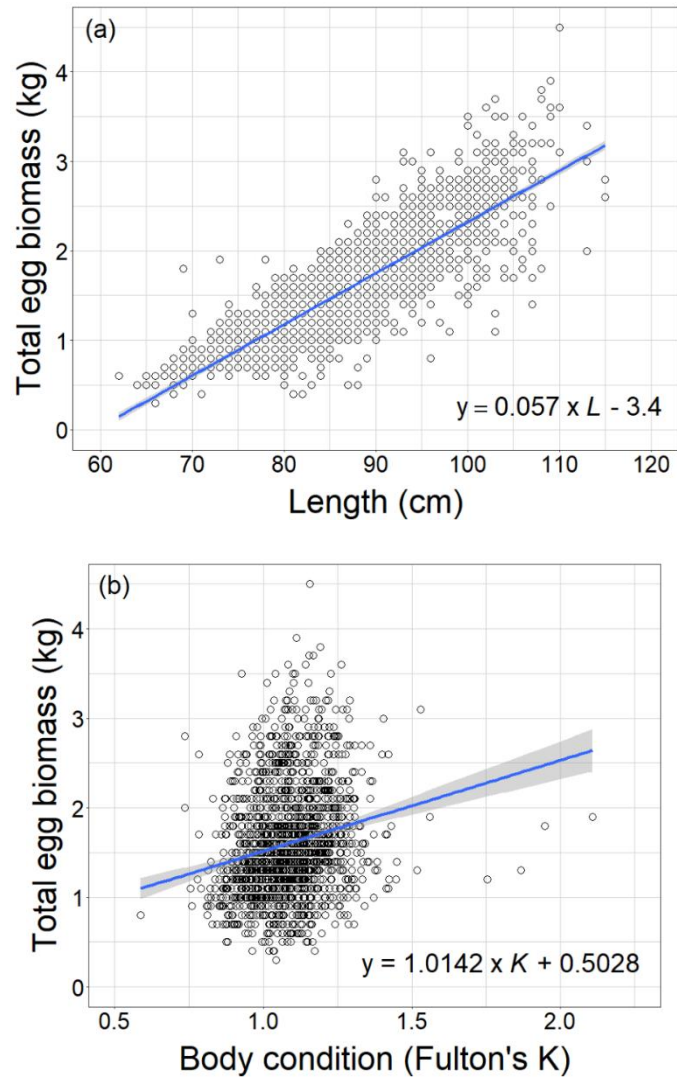 (a)
Total egg biomass (kg)
4
3
2
1
0
y = 0.057 x L - 3.4
60 70 80 90 100 110 120
Length (cm)
(b)
Total egg biomass (kg)
4
3
2
1
0
y = 1.0142 x K + 0.5028
0.5 1.0 1.5 2.0
Body condition (Fulton's K)